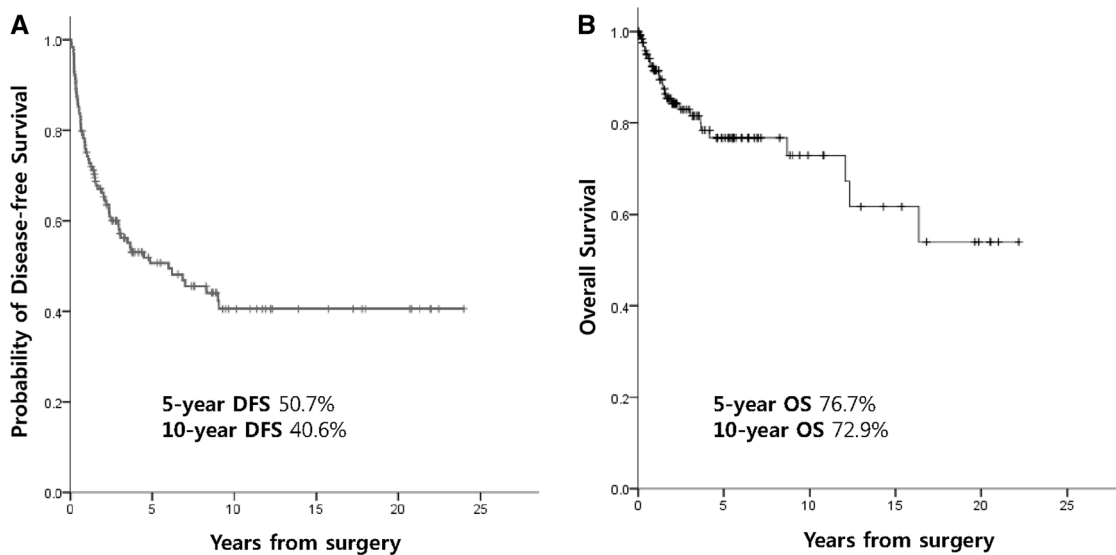 A
Probability of Disease-free Survival
1.0
0.8
0.6
0.4
0.2
0.0
5-year DFS 50.7%
10-year DFS 40.6%
0 5 10 15 20 25
Years from surgery
B
Overall Survival
1.0
0.8
0.6
0.4
0.2
0.0
5-year OS 76.7%
10-year OS 72.9%
0 5 10 15 20 25
Years from surgery